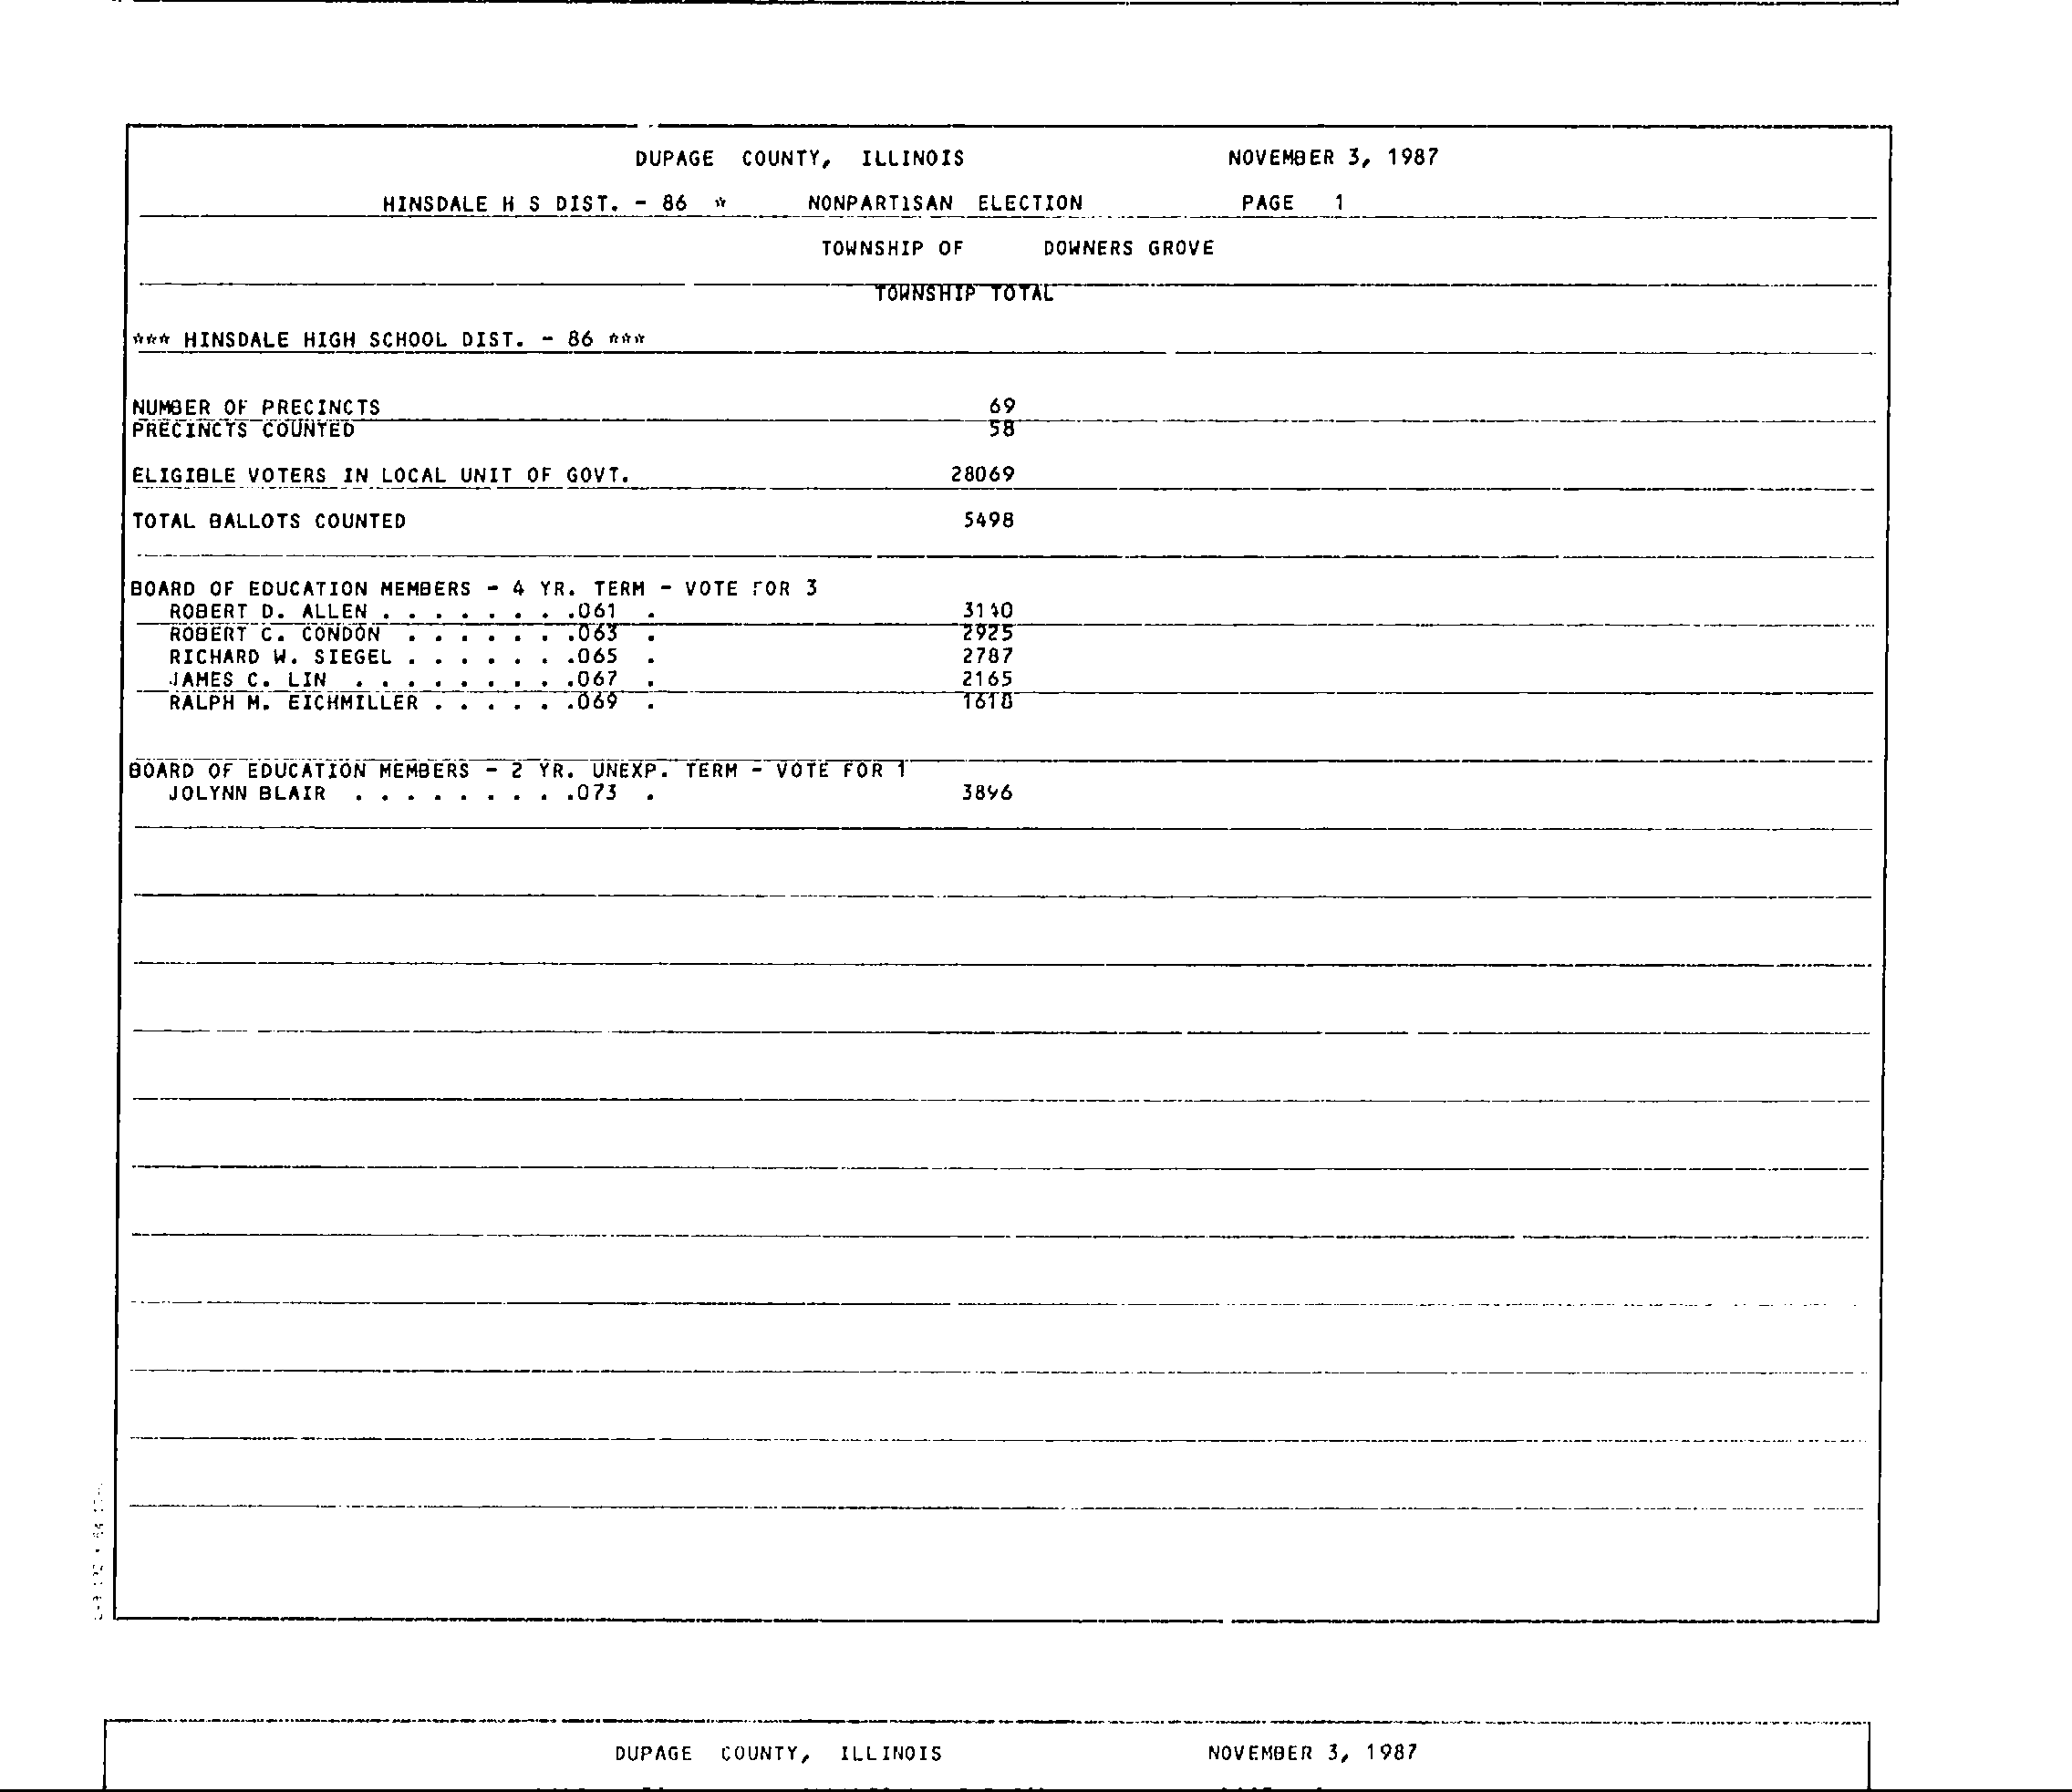 DUPAGE COUNTY, ILLINOIS NOVEMBER 3, 1987
HINSDALE H S DIST. - 86 * NONPARTISAN ELECTION PAGE 1
TOWNSHIP OF DOWNERS GROVE
TOWNSHIP TOTAL
*** HINSDALE HIGH SCHOOL DIST. - 86 ***
NUMBER OF PRECINCTS 69
PRECINCTS COUNTED 58
ELIGIBLE VOTERS IN LOCAL UNIT OF GOVT. 28069
TOTAL BALLOTS COUNTED 5498
BOARD OF EDUCATION MEMBERS - 4 YR. TERM - VOTE FOR 3
ROBERT D. ALLEN . . . . . . . .061 .
ROBERT C. CONDON . . . . . . .063 . 2925
RICHARD W. SIEGEL . . . . . . .065 . 2787
JAMES C. LIN . . . . . . . . .067 . 2165
RALPH M. EICHMILLER . . . . . .069 . 1618
BOARD OF EDUCATION MEMBERS - 2 YR. UNEXP. TERM - VOTE FOR 1
JOLYNN BLAIR . . . . . . . . .073 . 3896
DUPAGE COUNTY, ILLINOIS NOVEMBER 3, 1987